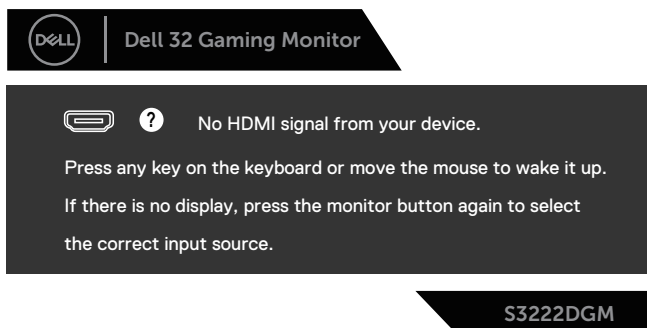 DELL
Dell 32 Gaming Monitor
? No HDMI signal from your device.
Press any key on the keyboard or move the mouse to wake it up.
If there is no display, press the monitor button again to select
the correct input source.
S3222DGM